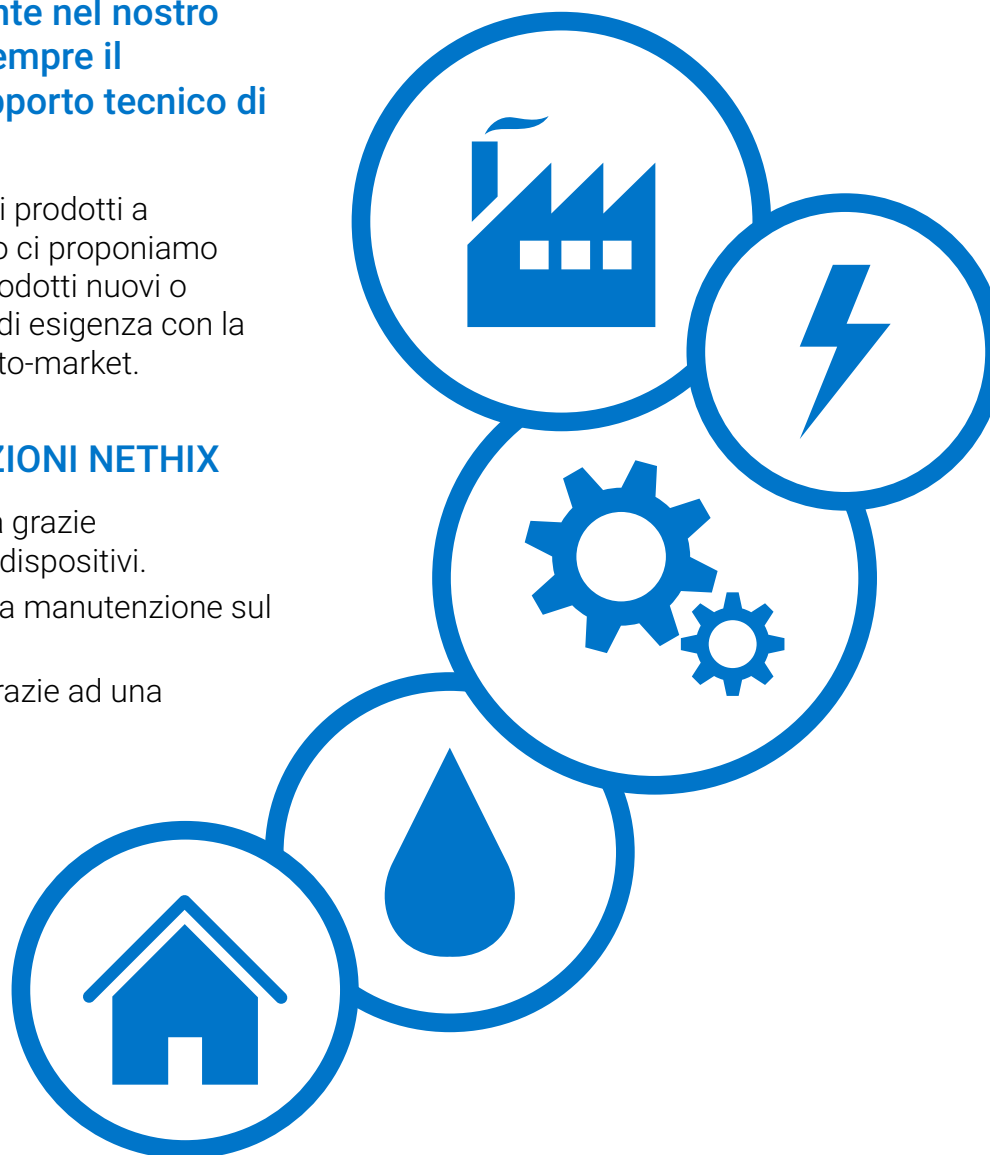 nte nel nostro
empre il
pporto tecnico di
i prodotti a
o ci proponiamo
odotti nuovi o
di esigenza con la
to-market.
ZIONI NETHIX
a grazie
dispositivi.
a manutenzione sul
razie ad una